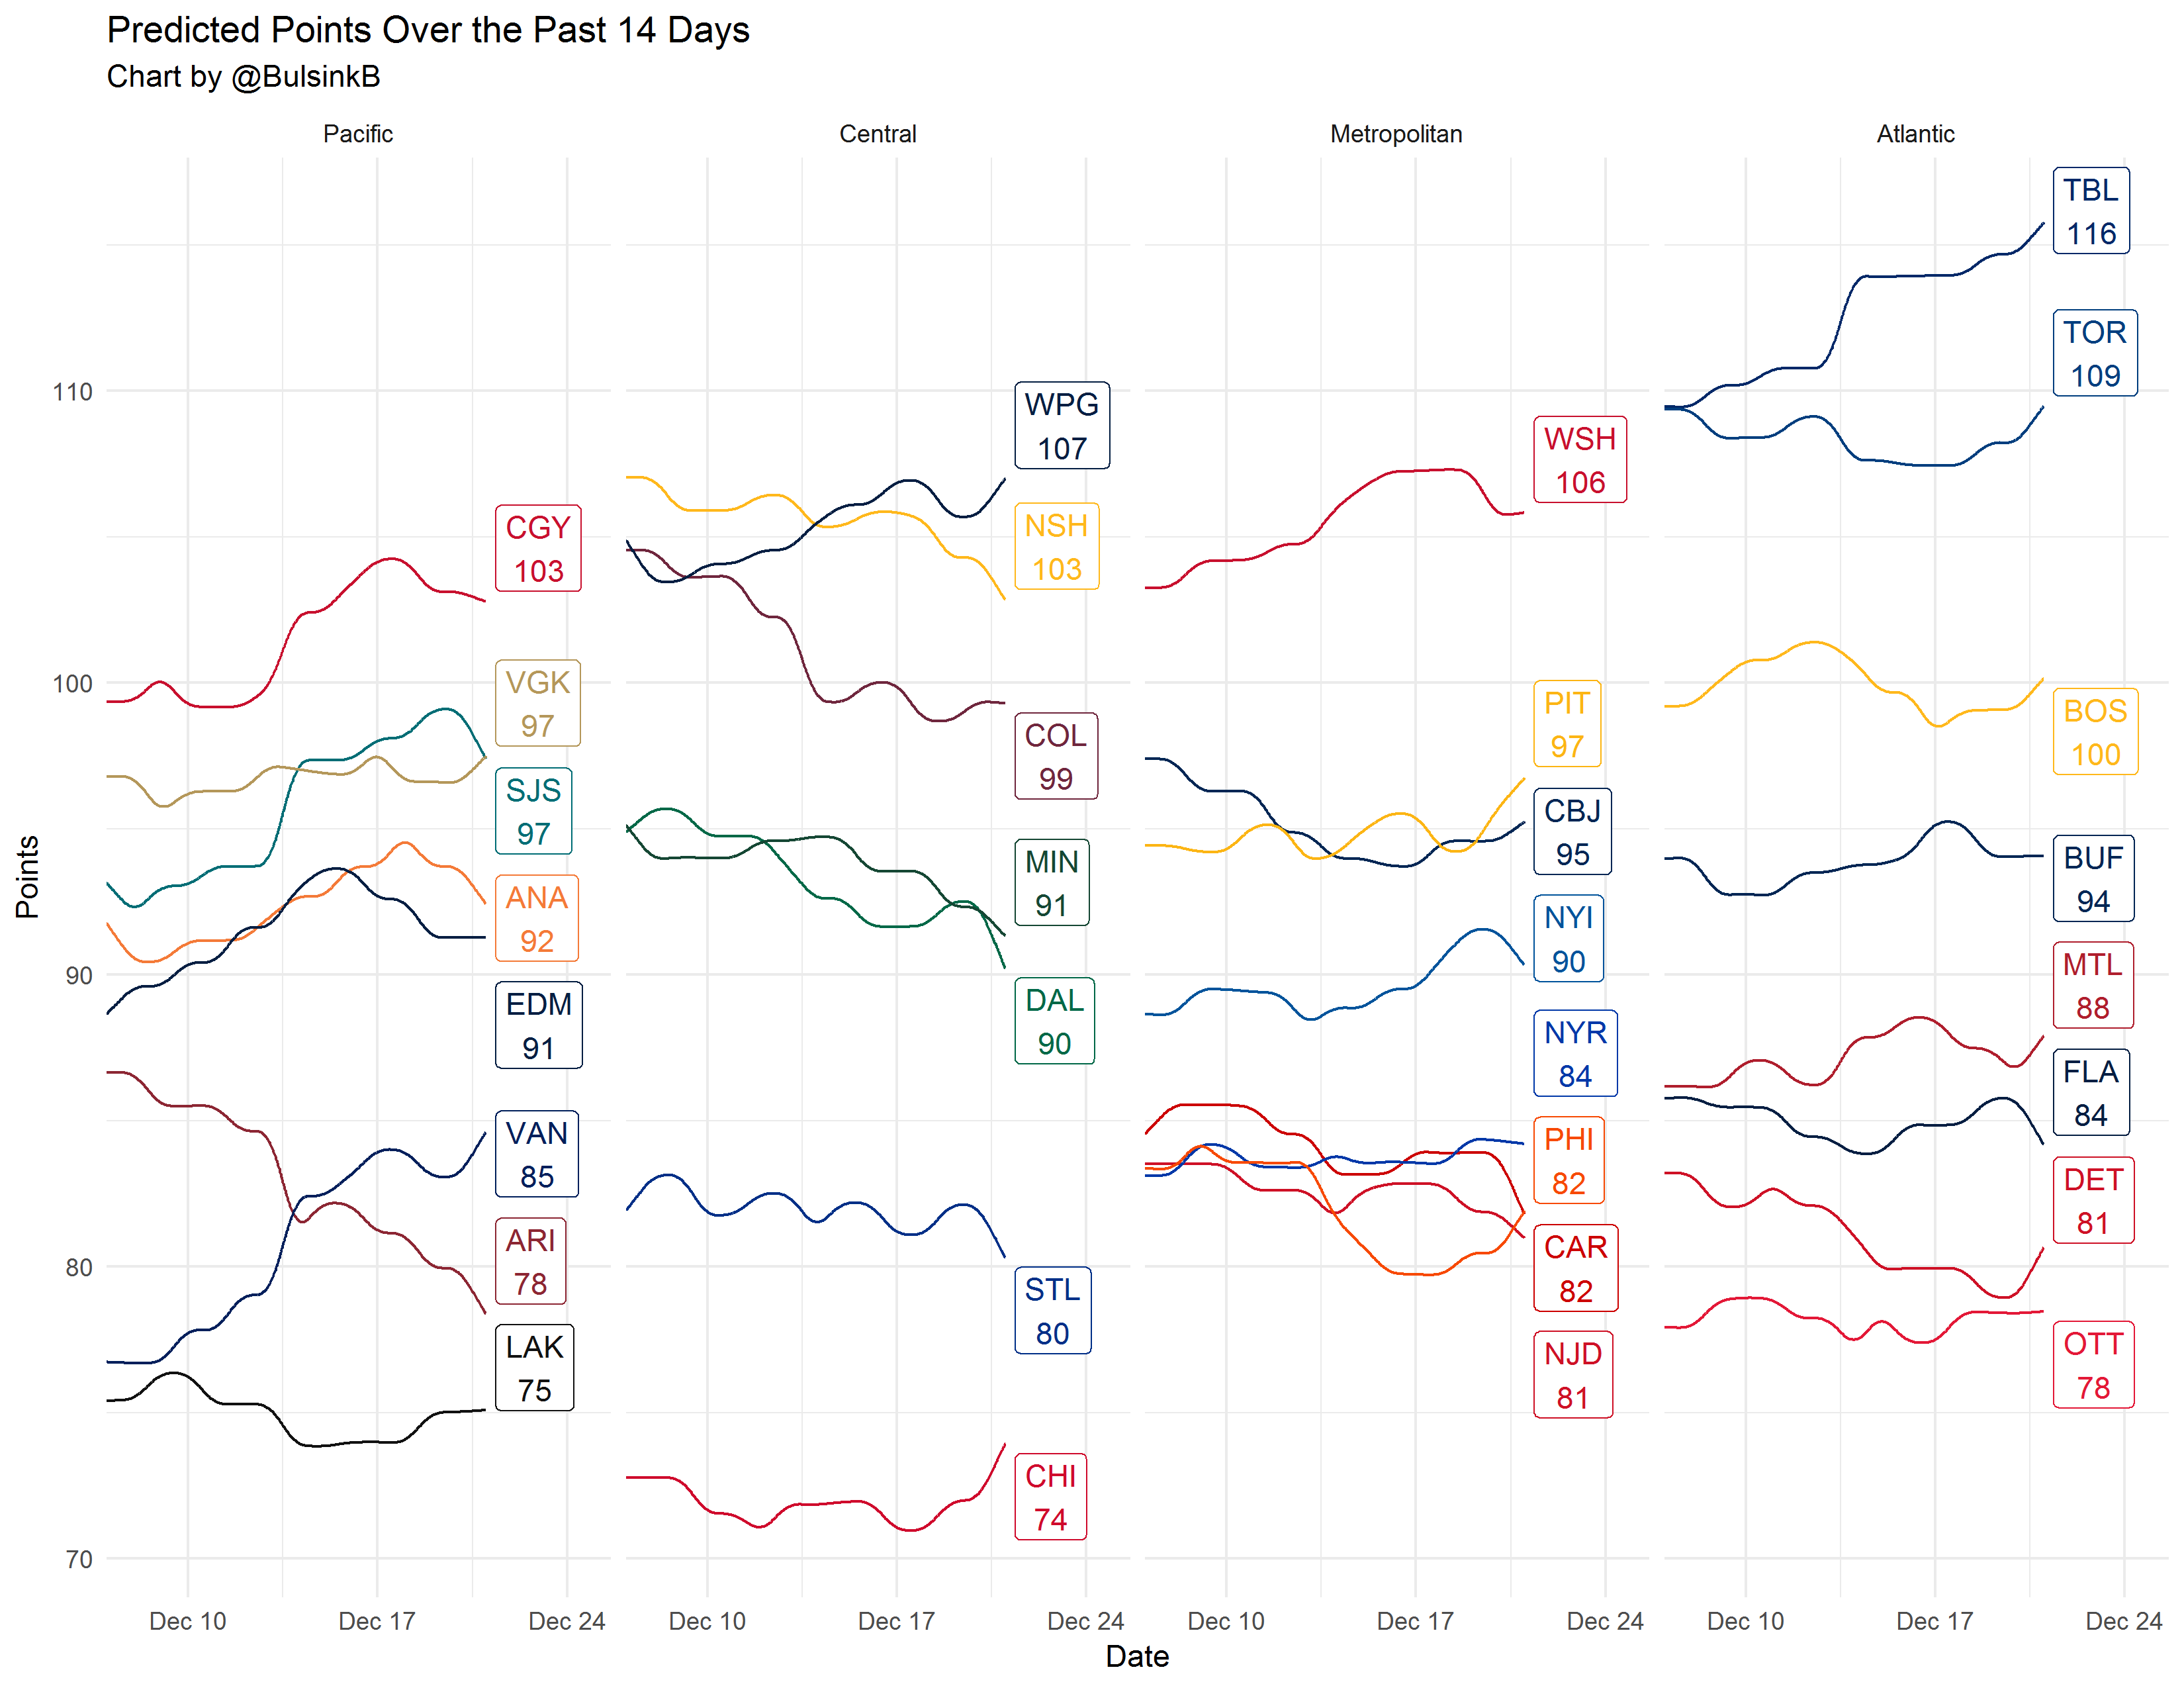 Predicted Points Over the Past 14 Days
Chart by @BulsinkB
Pacific
Central
Metropolitan
Atlantic
Points
110
100
90
80
70
CGY
103
VGK
97
SJS
97
ANA
92
EDM
91
VAN
85
ARI
78
LAK
75
WPG
107
NSH
103
COL
99
MIN
91
DAL
90
STL
80
CHI
74
WSH
106
PIT
97
CBJ
95
NYI
90
NYR
84
PHI
82
CAR
82
NJD
81
TBL
116
TOR
109
BOS
100
BUF
94
MTL
88
FLA
84
DET
81
OTT
78
Dec 10 Dec 17 Dec 24
Dec 10 Dec 17 Dec 24
Dec 10 Dec 17 Dec 24
Dec 10 Dec 17 Dec 24
Date